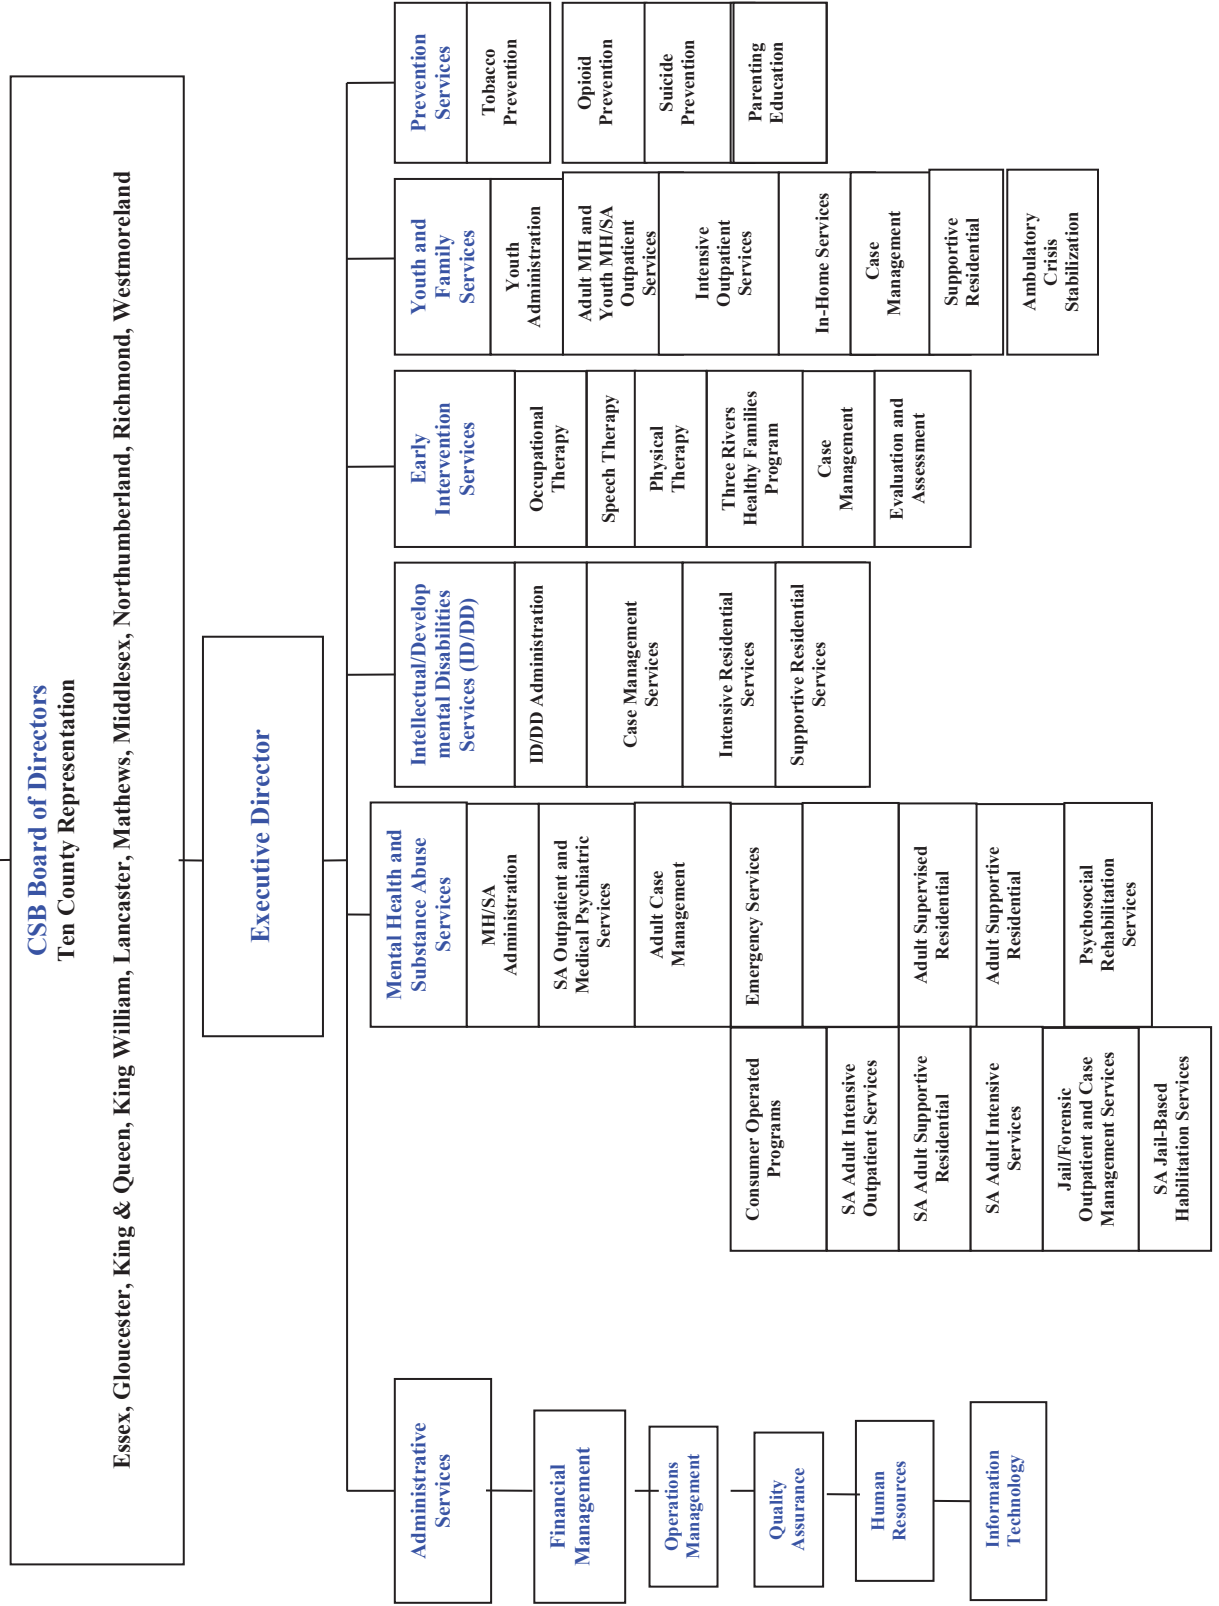 CSB Board of Directors
Ten County Representation
Essex, Gloucester, King & Queen, King William, Lancaster, Mathews, Middlesex, Northumberland, Richmond, Westmoreland
Executive Director
Administrative
Services
Financial
Management
Operations
Management
Quality
Assurance
Human
Resources
Information
Technology
Mental Health and
Substance Abuse
Services
MH/SA
Administration
SA Outpatient and
Medical Psychiatric
Services
Adult Case
Management
Emergency Services
Adult Supervised
Residential
Adult Supportive
Residential
Psychosocial
Rehabilitation
Services
Consumer Operated
Programs
SA Adult Intensive
Outpatient Services
SA Adult Supportive
Residential
SA Adult Intensive
Services
Jail/Forensic
Outpatient and Case
Management Services
SA Jail-Based
Habilitation Services
Intellectual/Develop
mental Disabilities
Services (ID/DD)
ID/DD Administration
Case Management
Services
Intensive Residential
Services
Supportive Residential
Services
Early
Intervention
Services
Occupational
Therapy
Speech Therapy
Physical
Therapy
Three Rivers
Healthy Families
Program
Case
Management
Evaluation and
Assessment
Youth and
Family
Services
Youth
Administration
Adult MH and
Youth MH/SA
Outpatient
Services
Intensive
Outpatient
Services
In-Home Services
Case
Management
Supportive
Residential
Ambulatory
Crisis
Stabilization
Prevention
Services
Tobacco
Prevention
Opioid
Prevention
Suicide
Prevention
Parenting
Education